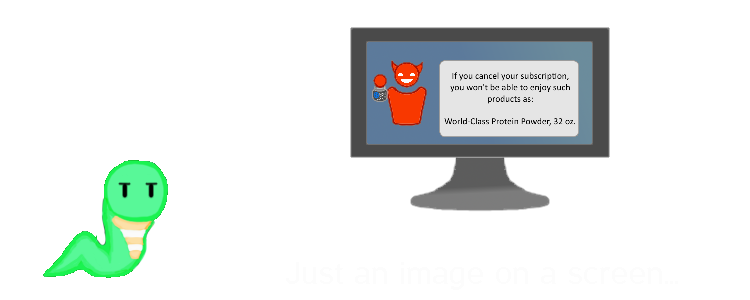 If you cancel your subscription,
you won't be able to enjoy such
products as:
World-Class Protein Powder, 32 oz.
Just an image on a screen...